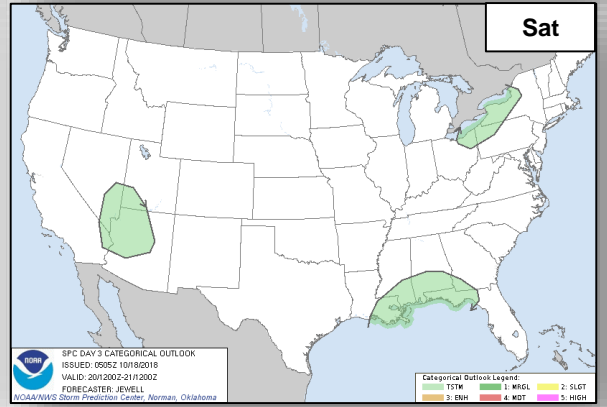 Sat
SPC DAY 3 CATEGORICAL OUTLOOK
ISSUED: 0505Z 10/18/2018
VALID: 20/1200Z-21/1200Z
FORECASTER: JEWELL
NOAA
NOAA/NWS Storm Prediction Center, Norman, Oklahoma
Categorical Outlook Legend:
TSTM 1: MRGL 2: SLGT
3: ENH 4: MDT 5: HIGH